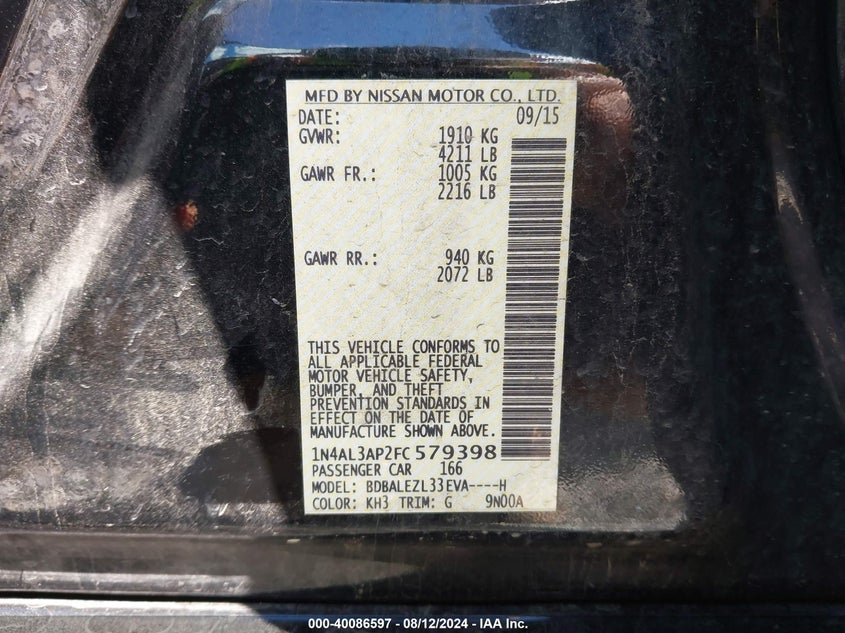 MFD BY NISSAN MOTOR CO., LTD.
DATE: 09/15
GVWR: 1910 KG
4211 LB
GAWR FR.: 1005 KG
2216 LB
GAWR RR.: 940 KG
2072 LB
THIS VEHICLE CONFORMS TO
ALL APPLICABLE FEDERAL
MOTOR VEHICLE SAFETY,
BUMPER, AND THEFT
PREVENTION STANDARDS IN
EFFECT ON THE DATE OF
MANUFACTURE SHOWN ABOVE.
1N4AL3AP2FC579398
PASSENGER CAR 166
MODEL: BDBALEZL33EVA----H
COLOR: KH3 TRIM: G 9N00A
000-40086597 - 08/12/2024 - IAA Inc.